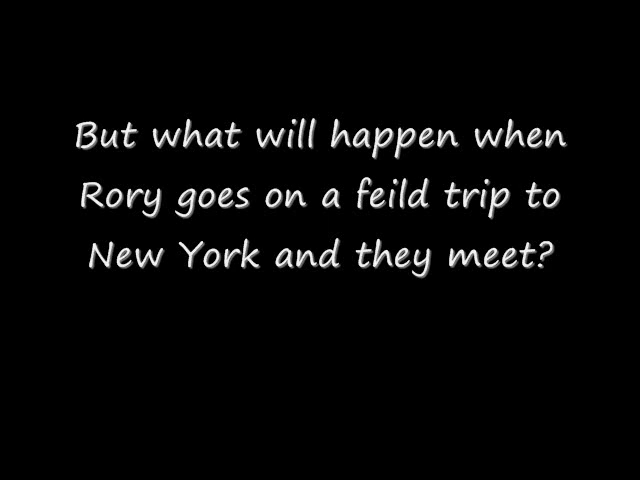 But what will happen when
Rory goes on a feild trip to
New York and they meet?